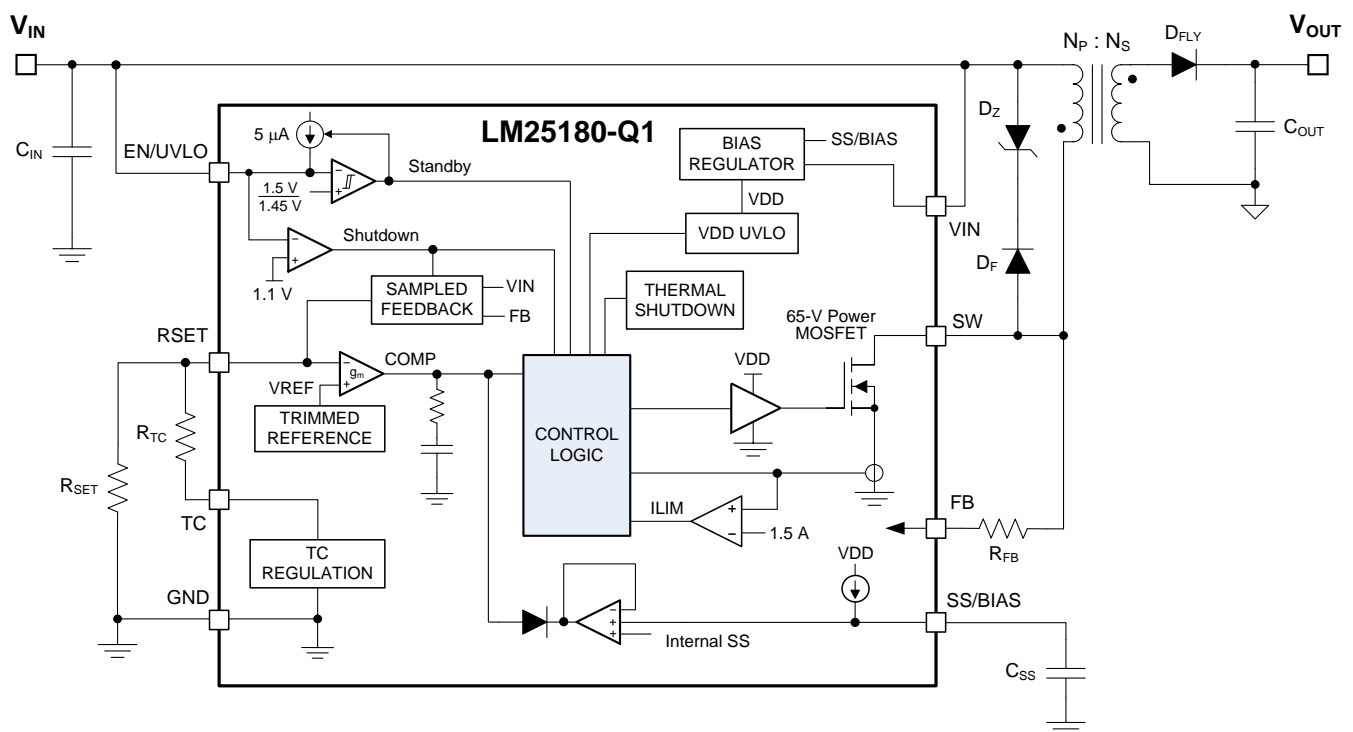 VIN
NP : NS
DFLY
VOUT
LM25180-Q1
5 µA
DZ
CIN
COUT
EN/UVLO
BIAS
REGULATOR
SS/BIAS
Standby
1.5 V
1.45 V
VDD
VIN
Shutdown
VDD UVLO
DF
1.1 V
SAMPLED
FEEDBACK
VIN
FB
THERMAL
SHUTDOWN
65-V Power
MOSFET
SW
RSET
COMP
gm
VREF
VDD
TRIMMED
REFERENCE
RTC
CONTROL
LOGIC
RSET
TC
ILIM
1.5 A
FB
RFB
TC
REGULATION
VDD
GND
SS/BIAS
Internal SS
CSS